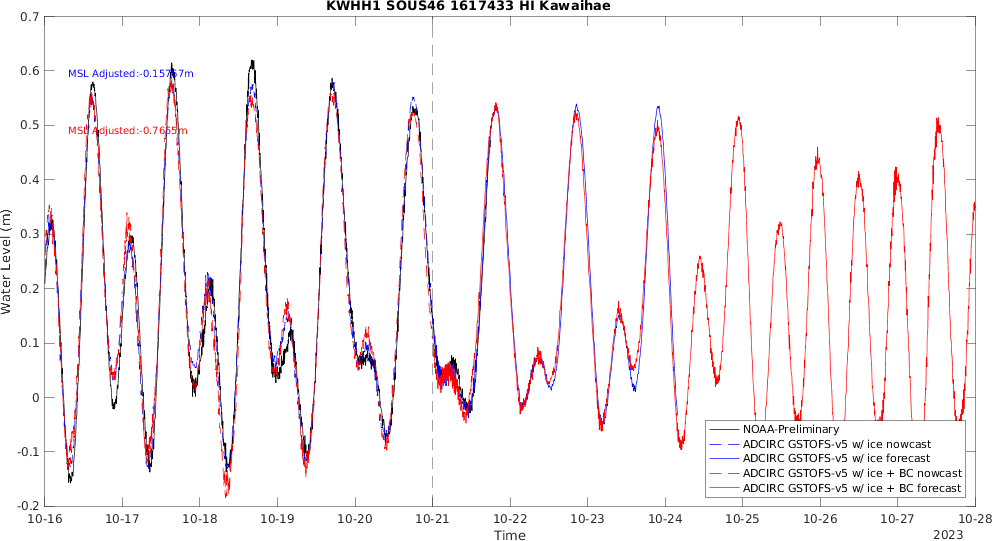 KWHH1 SOUS46 1617433 HI Kawaihae
0.7
0.6
0.5
0.4
0.3
0.2
0.1
0
-0.1
-0.2
Water Level (m)
MSL Adjusted:-0.15767m
MSL Adjusted:-0.7655m
NOAA-Preliminary
ADCIRC GSTOFS-v5 w/ ice nowcast
ADCIRC GSTOFS-v5 w/ ice forecast
ADCIRC GSTOFS-v5 w/ ice + BC nowcast
ADCIRC GSTOFS-v5 w/ ice + BC forecast
10-16 10-17 10-18 10-19 10-20 10-21 10-22 10-23 10-24 10-25 10-26 10-27 10-28
Time
2023